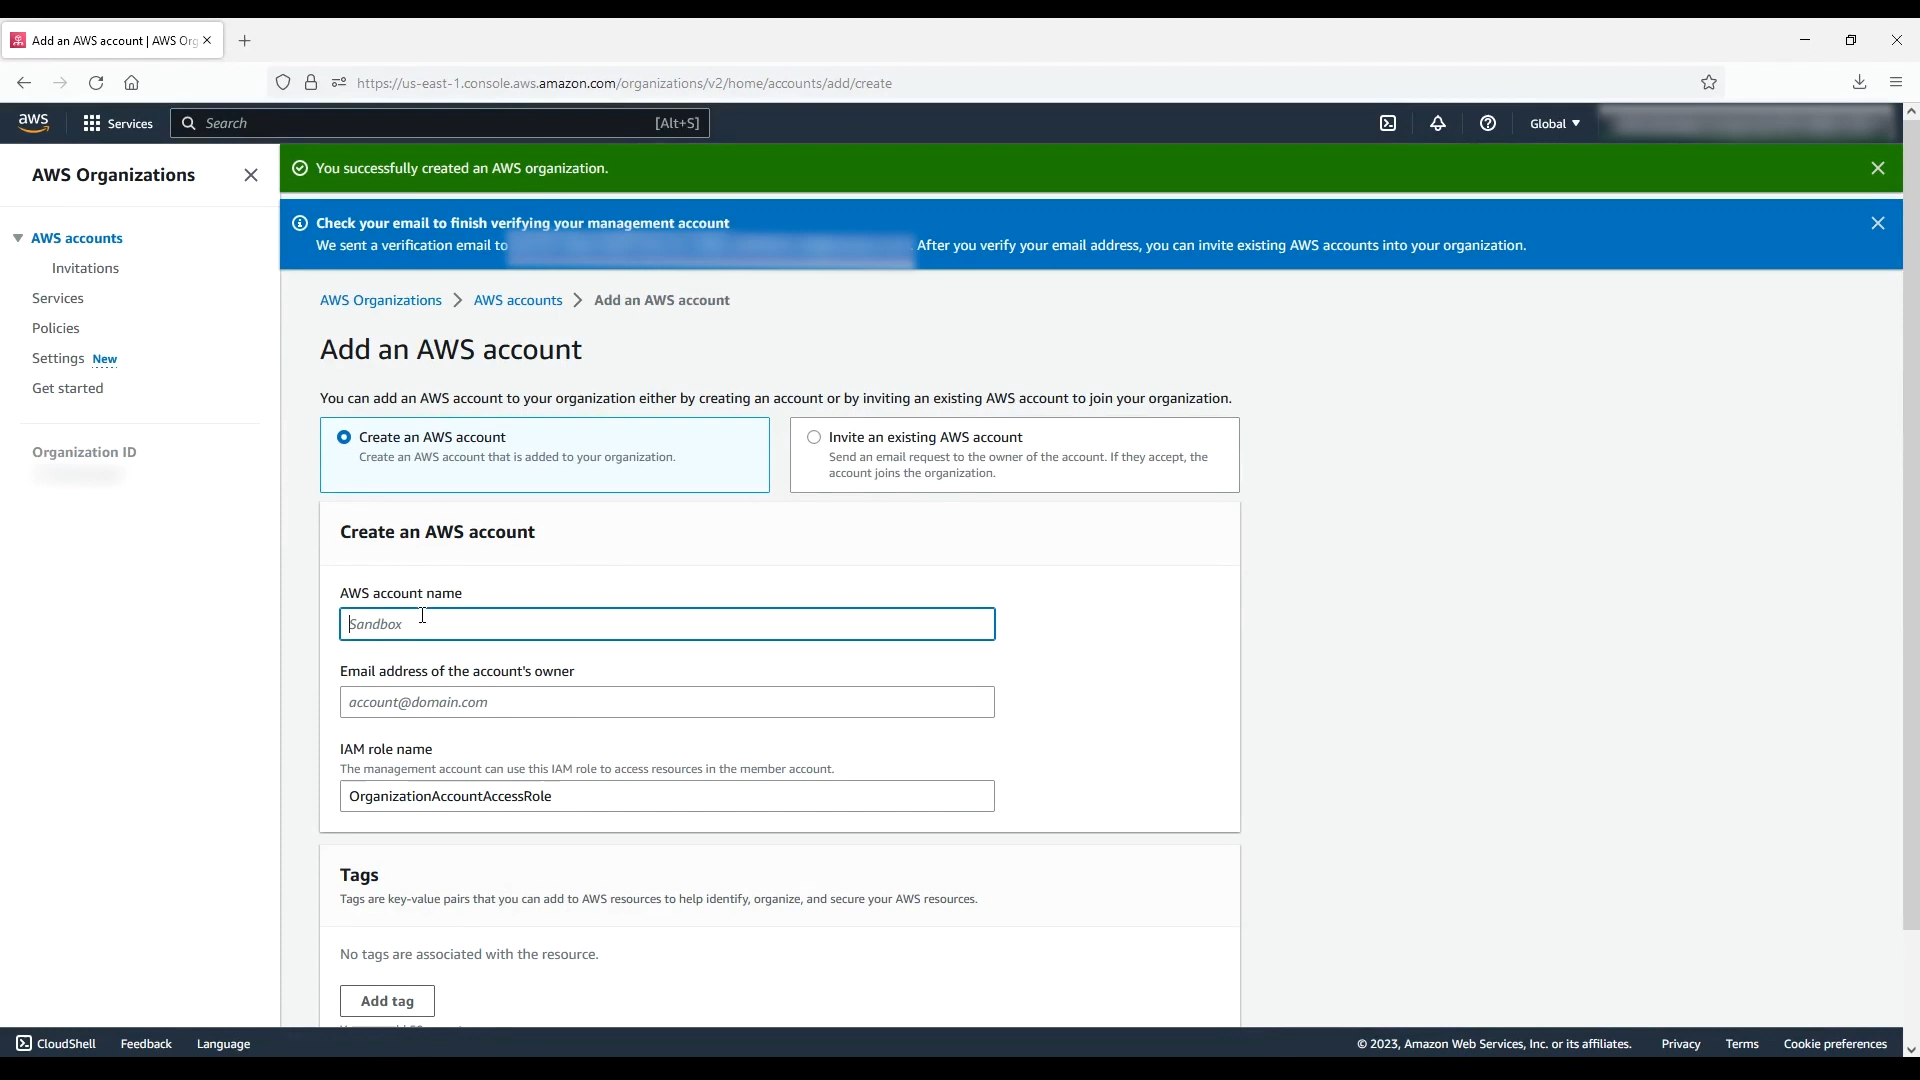 Add an AWS account | AWS Org
https://us-east-1.console.aws.amazon.com/organizations/v2/home/accounts/add/create
aws
Services
Search
[Alt+S]
Global
AWS Organizations
You successfully created an AWS organization.
Check your email to finish verifying your management account
We sent a verification email to
After you verify your email address, you can invite existing AWS accounts into your organization.
AWS accounts
Invitations
Services
Policies
Settings New
Get started
Organization ID
AWS Organizations
AWS accounts
Add an AWS account
Add an AWS account
You can add an AWS account to your organization either by creating an account or by inviting an existing AWS account to join your organization.
Create an AWS account
Create an AWS account that is added to your organization.
Invite an existing AWS account
Send an email request to the owner of the account. If they accept, the
account joins the organization.
Create an AWS account
AWS account name
Sandbox
Email address of the account's owner
account@domain.com
IAM role name
The management account can use this IAM role to access resources in the member account.
OrganizationAccountAccessRole
Tags
Tags are key-value pairs that you can add to AWS resources to help identify, organize, and secure your AWS resources.
No tags are associated with the resource.
Add tag
CloudShell
Feedback
Language
© 2023, Amazon Web Services, Inc. or its affiliates.
Privacy
Terms
Cookie preferences